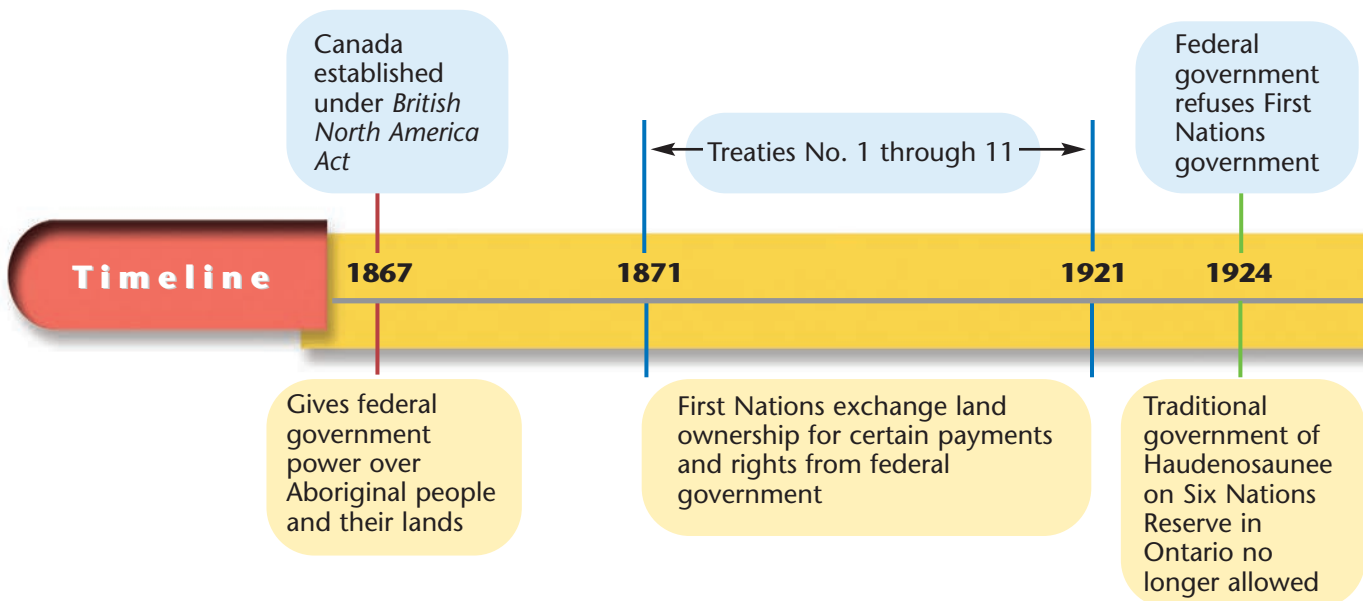 Canada
established
under British
North America
Act
Treaties No. 1 through 11
Federal
government
refuses First
Nations
government
Timeline
1867
1871
1921
1924
Gives federal
government
power over
Aboriginal people
and their lands
First Nations exchange land
ownership for certain payments
and rights from federal
government
Traditional
government of
Haudenosaunee
on Six Nations
Reserve in
Ontario no
longer allowed